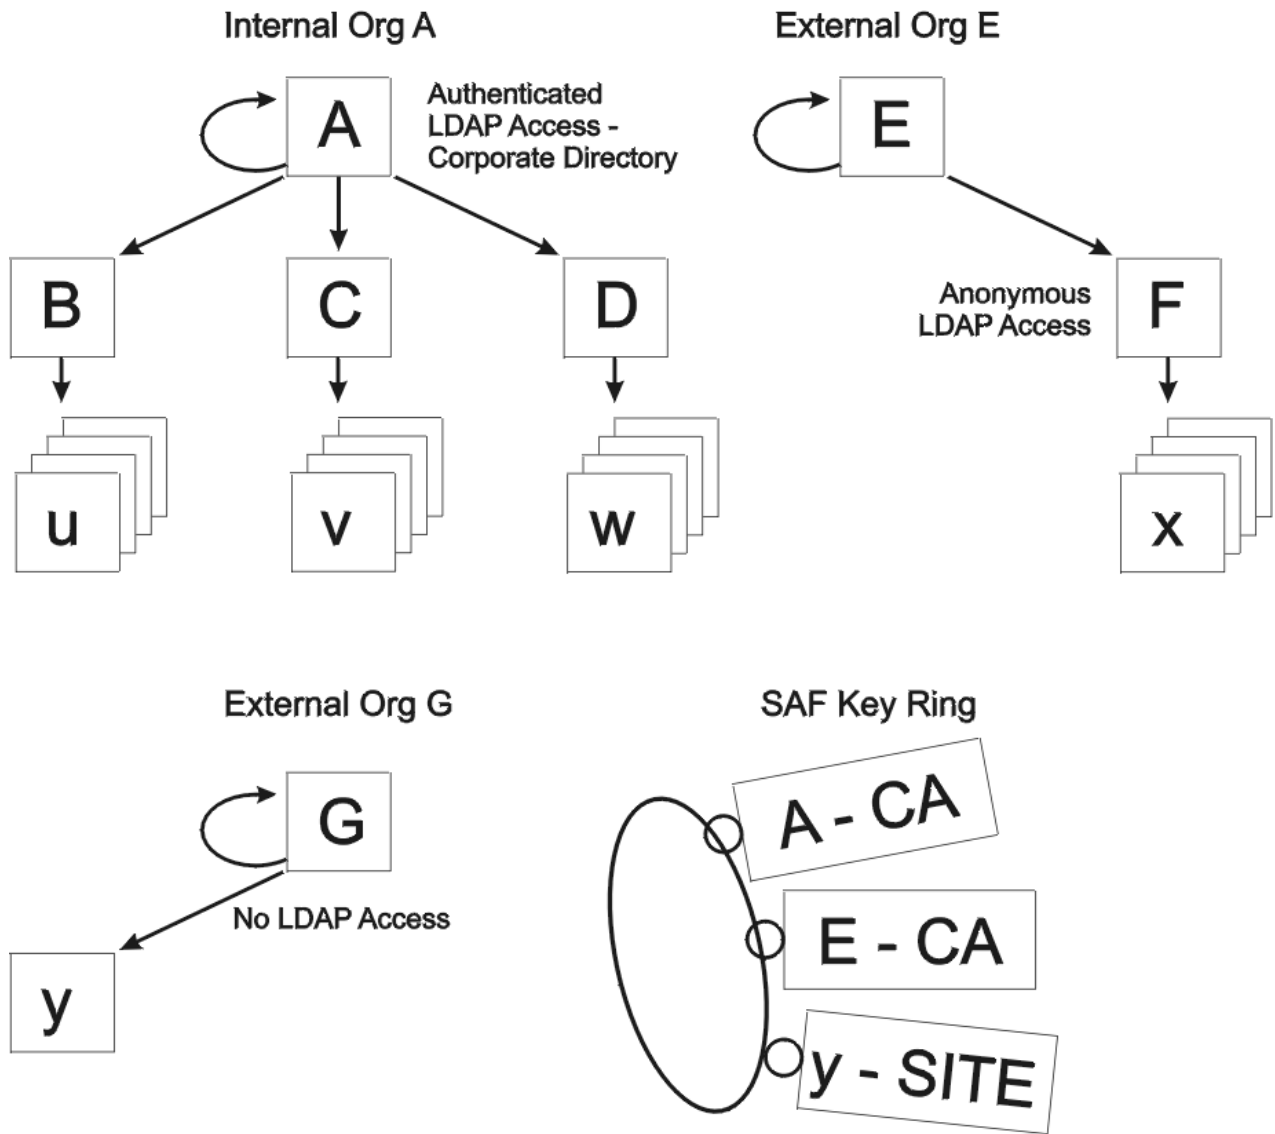 Internal Org A
External Org E
A
Authenticated
LDAP Access -
Corporate Directory
E
B
C
D
Anonymous
LDAP Access
F
u
v
w
x
External Org G
SAF Key Ring
G
No LDAP Access
y
A - CA
E - CA
y - SITE